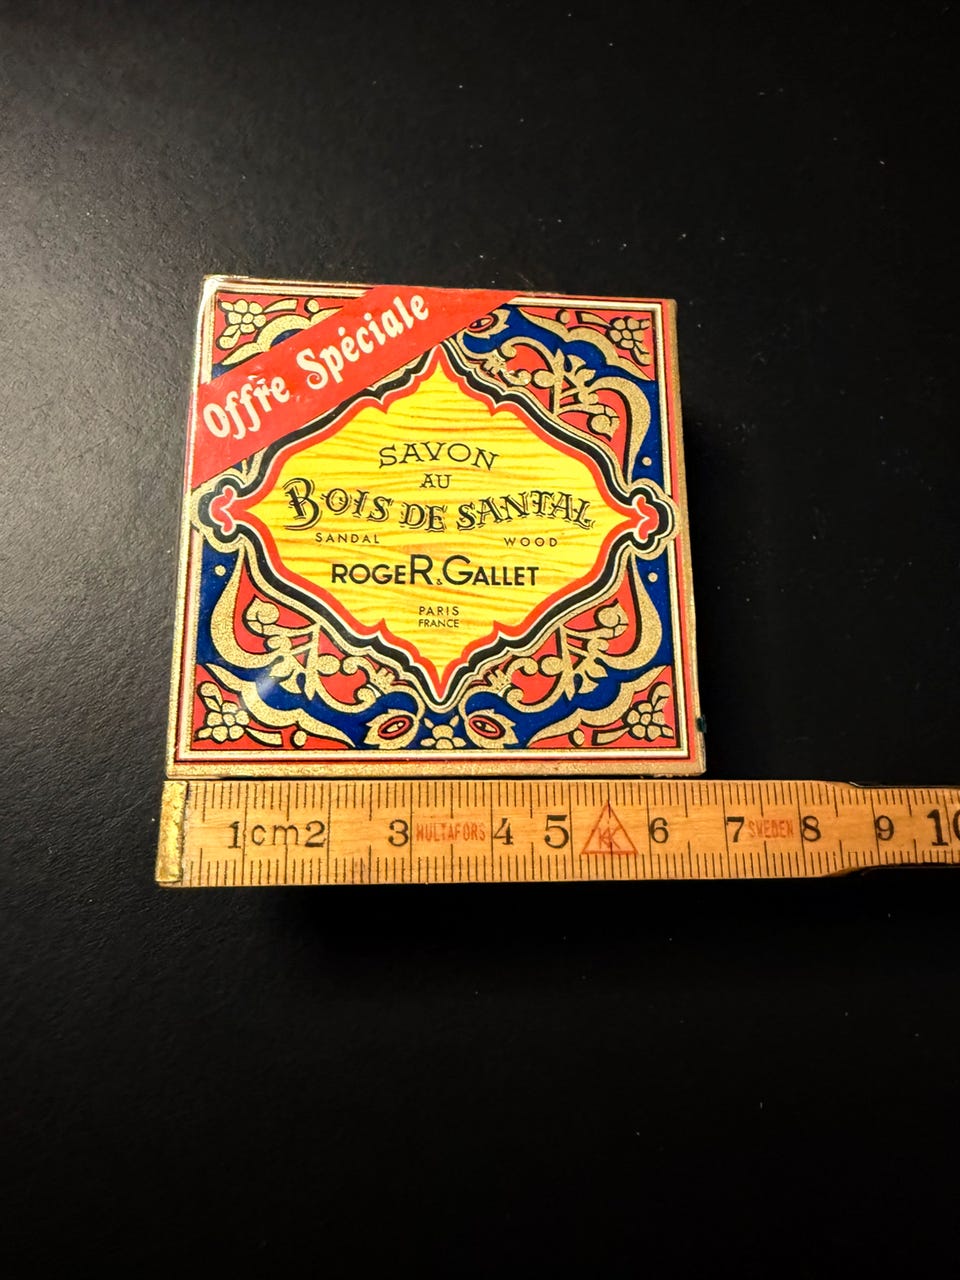 Offre Spéciale
SAVON
AU
BOIS DE SANTAL
SANDAL WOOD
ROGER & GALLET
PARIS
FRANCE
1cm2 3 HULTAFORS 4 5 6 7 SWEDEN 8 9 10